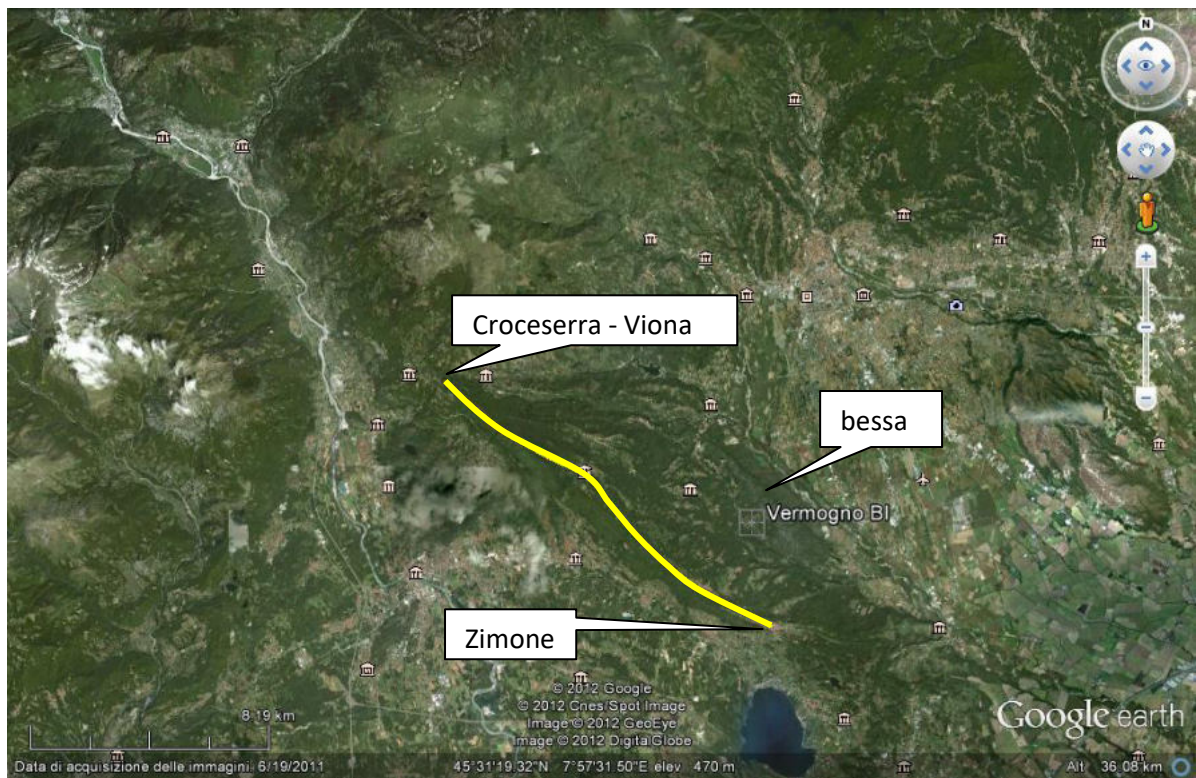 N
Croceserra - Viona
bessa
Vermogno BI
Zimone
© 2012 Google
© 2012 Cnes/Spot Image
Image © 2012 GeoEye
Image © 2012 DigitalGlobe
8.19 km
Google earth
Data di acquisizione delle immagini: 6/19/2011 45°31'19.32"N 7°57'31.50"E elev 470 m Alt 36.08 km